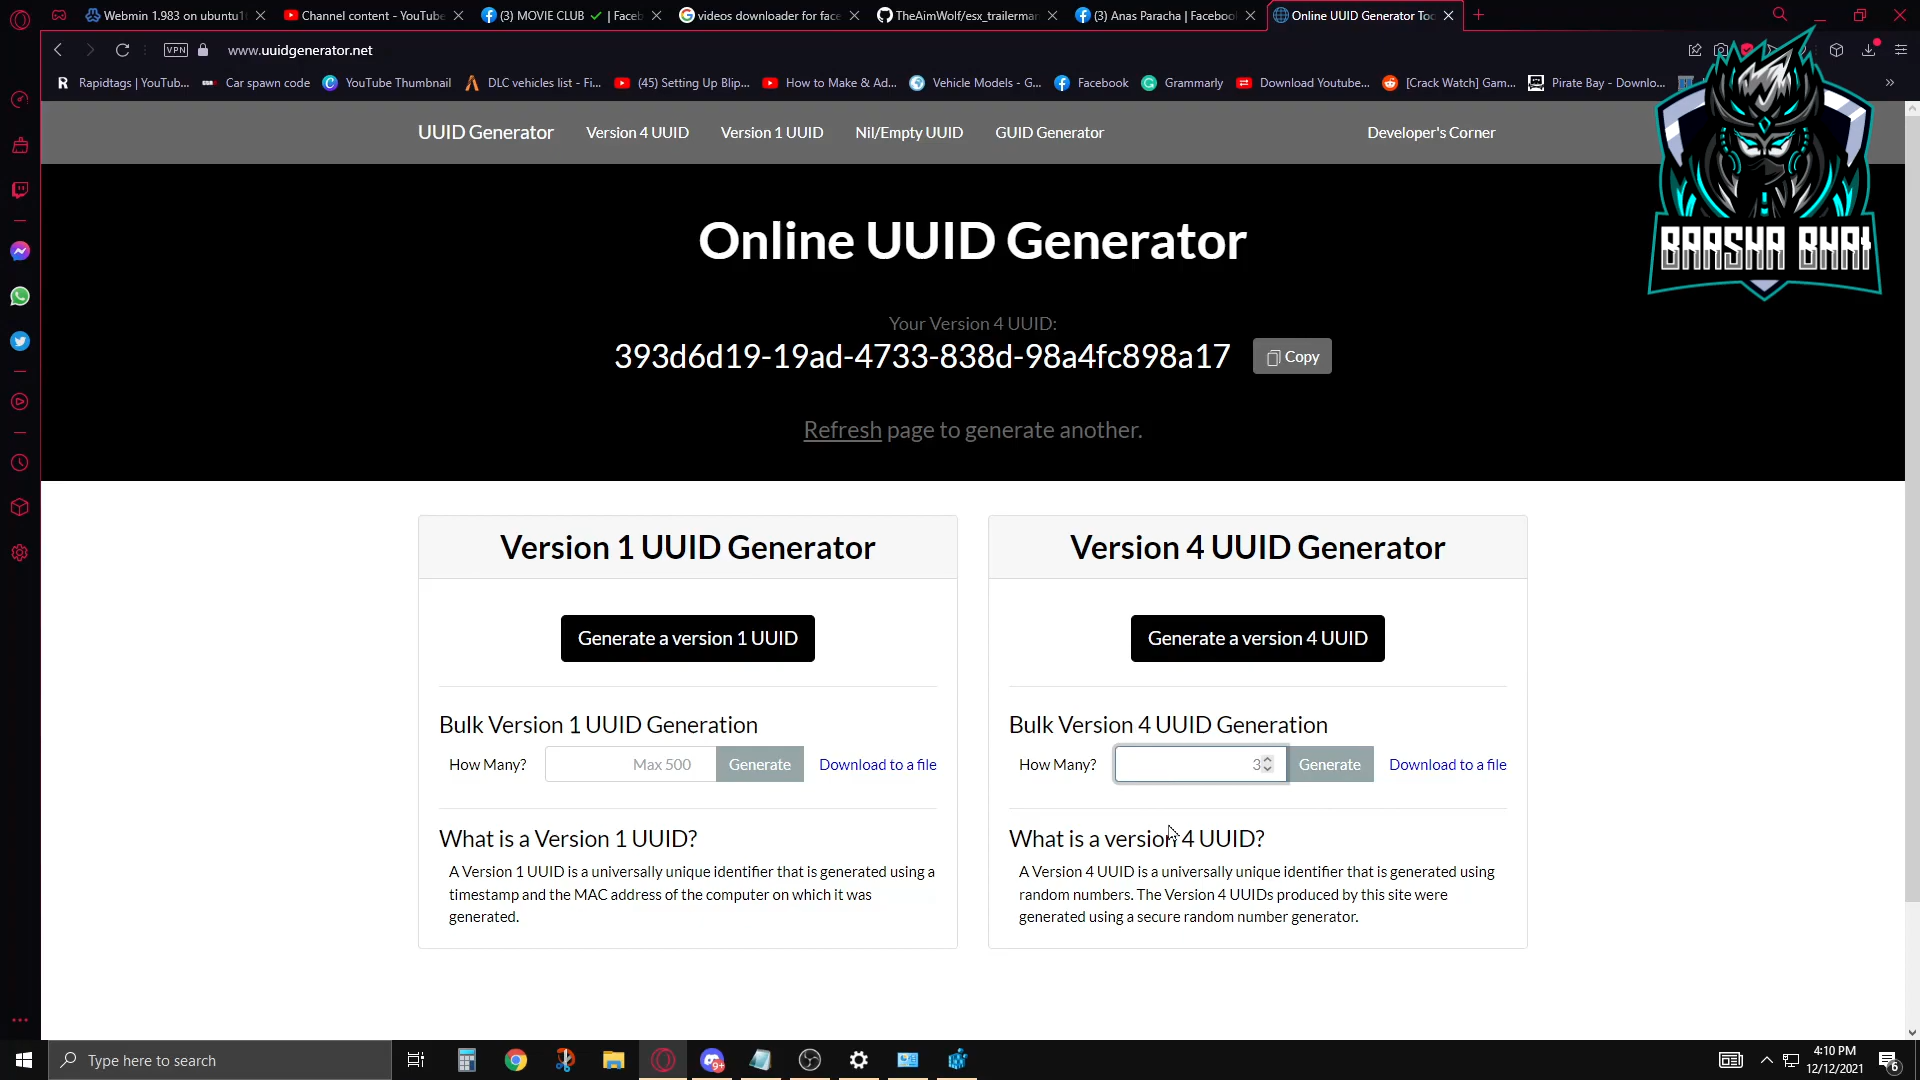 Webmin 1.983 on ubuntu1
Channel content - YouTube
(3) MOVIE CLUB ✓ | Faceb
videos downloader for face
TheAimWolf/esx_trailerman
(3) Anas Paracha | Facebook
Online UUID Generator Too
VPN
www.uuidgenerator.net
Rapidtags | YouTub...
Car spawn code
YouTube Thumbnail
DLC vehicles list - Fi...
(45) Setting Up Blip...
How to Make & Ad...
Vehicle Models - G...
Facebook
Grammarly
Download Youtube...
[Crack Watch] Gam...
Pirate Bay - Downlo...
UUID Generator
Version 4 UUID
Version 1 UUID
Nil/Empty UUID
GUID Generator
Developer's Corner
BAASHA BHAI
Online UUID Generator
Your Version 4 UUID:
393d6d19-19ad-4733-838d-98a4fc898a17
Copy
Refresh page to generate another.
Version 1 UUID Generator
Generate a version 1 UUID
Bulk Version 1 UUID Generation
How Many?
Max 500
Generate
Download to a file
What is a Version 1 UUID?
A Version 1 UUID is a universally unique identifier that is generated using a
timestamp and the MAC address of the computer on which it was
generated.
Version 4 UUID Generator
Generate a version 4 UUID
Bulk Version 4 UUID Generation
How Many?
3
Generate
Download to a file
What is a version 4 UUID?
A Version 4 UUID is a universally unique identifier that is generated using
random numbers. The Version 4 UUIDs produced by this site were
generated using a secure random number generator.
Type here to search
9+
4:10 PM
12/12/2021
6